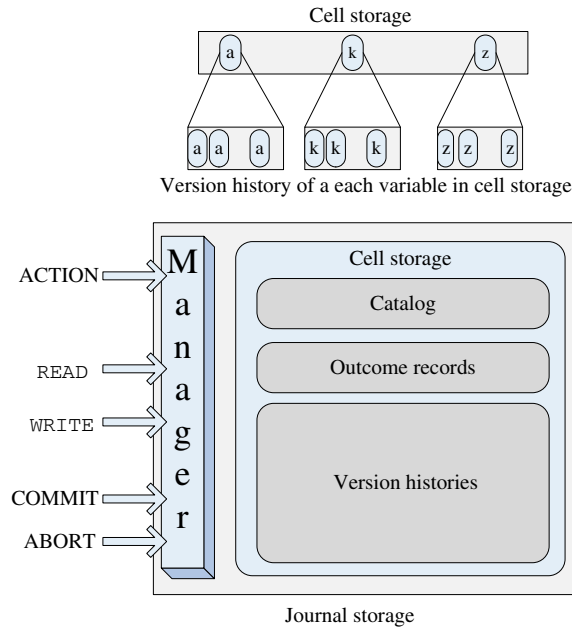 Cell storage
a k z
a a a k k k z z z
Version history of a each variable in cell storage
Manager
Cell storage
ACTION
Catalog
READ
Outcome records
WRITE
Version histories
COMMIT
ABORT
Journal storage